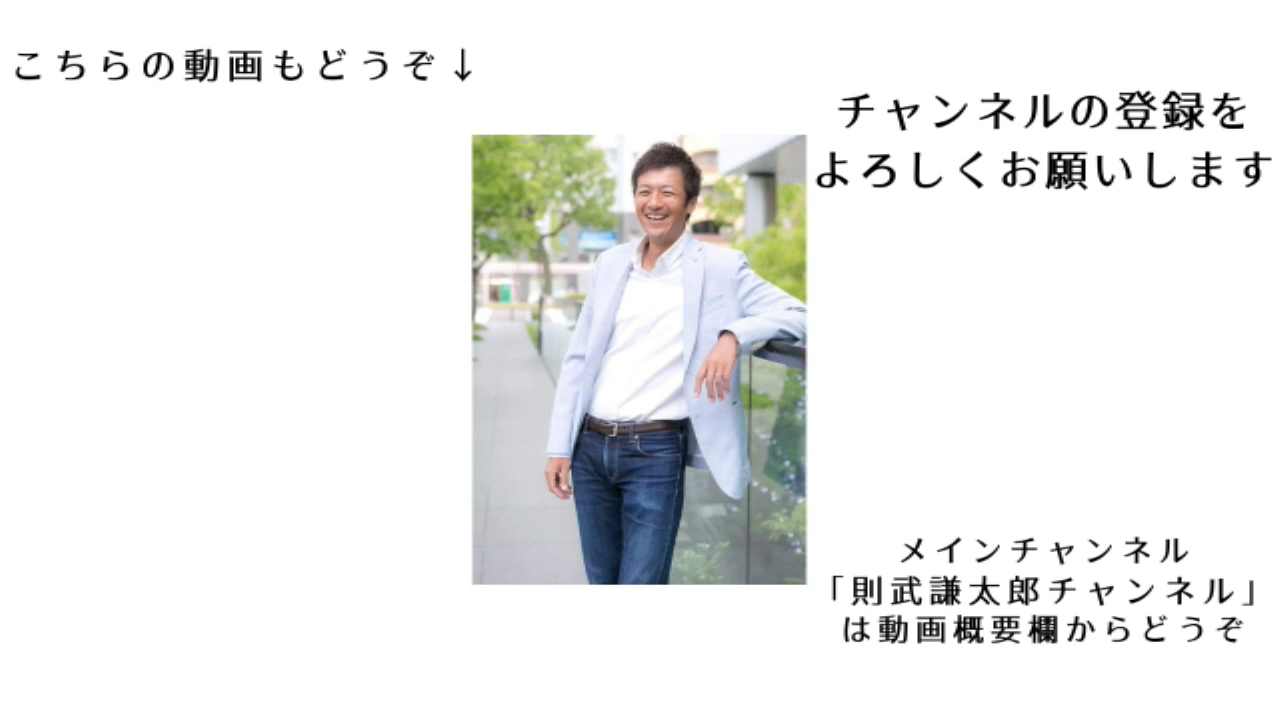 こちらの動画もどうぞ↓
チャンネルの登録を
よろしくお願いします
メインチャンネル
「則武謙太郎チャンネル」
は動画概要欄からどうぞ